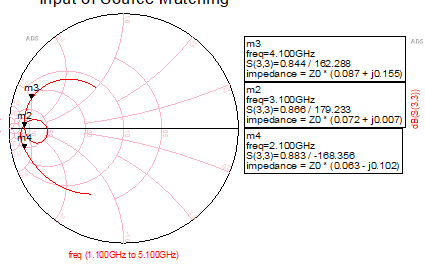 Input of Source Matching
ADS
ADS
m3
m2
m4
m3
freq=4.100GHz
S(3,3)=0.844 / 162.288
impedance = Z0 * (0.087 + j0.155)
m2
freq=3.100GHz
S(3,3)=0.866 / 179.233
impedance = Z0 * (0.072 + j0.007)
m4
freq=2.100GHz
S(3,3)=0.883 / -168.356
impedance = Z0 * (0.063 - j0.102)
dB(S(3,3))
freq (1.100GHz to 5.100GHz)